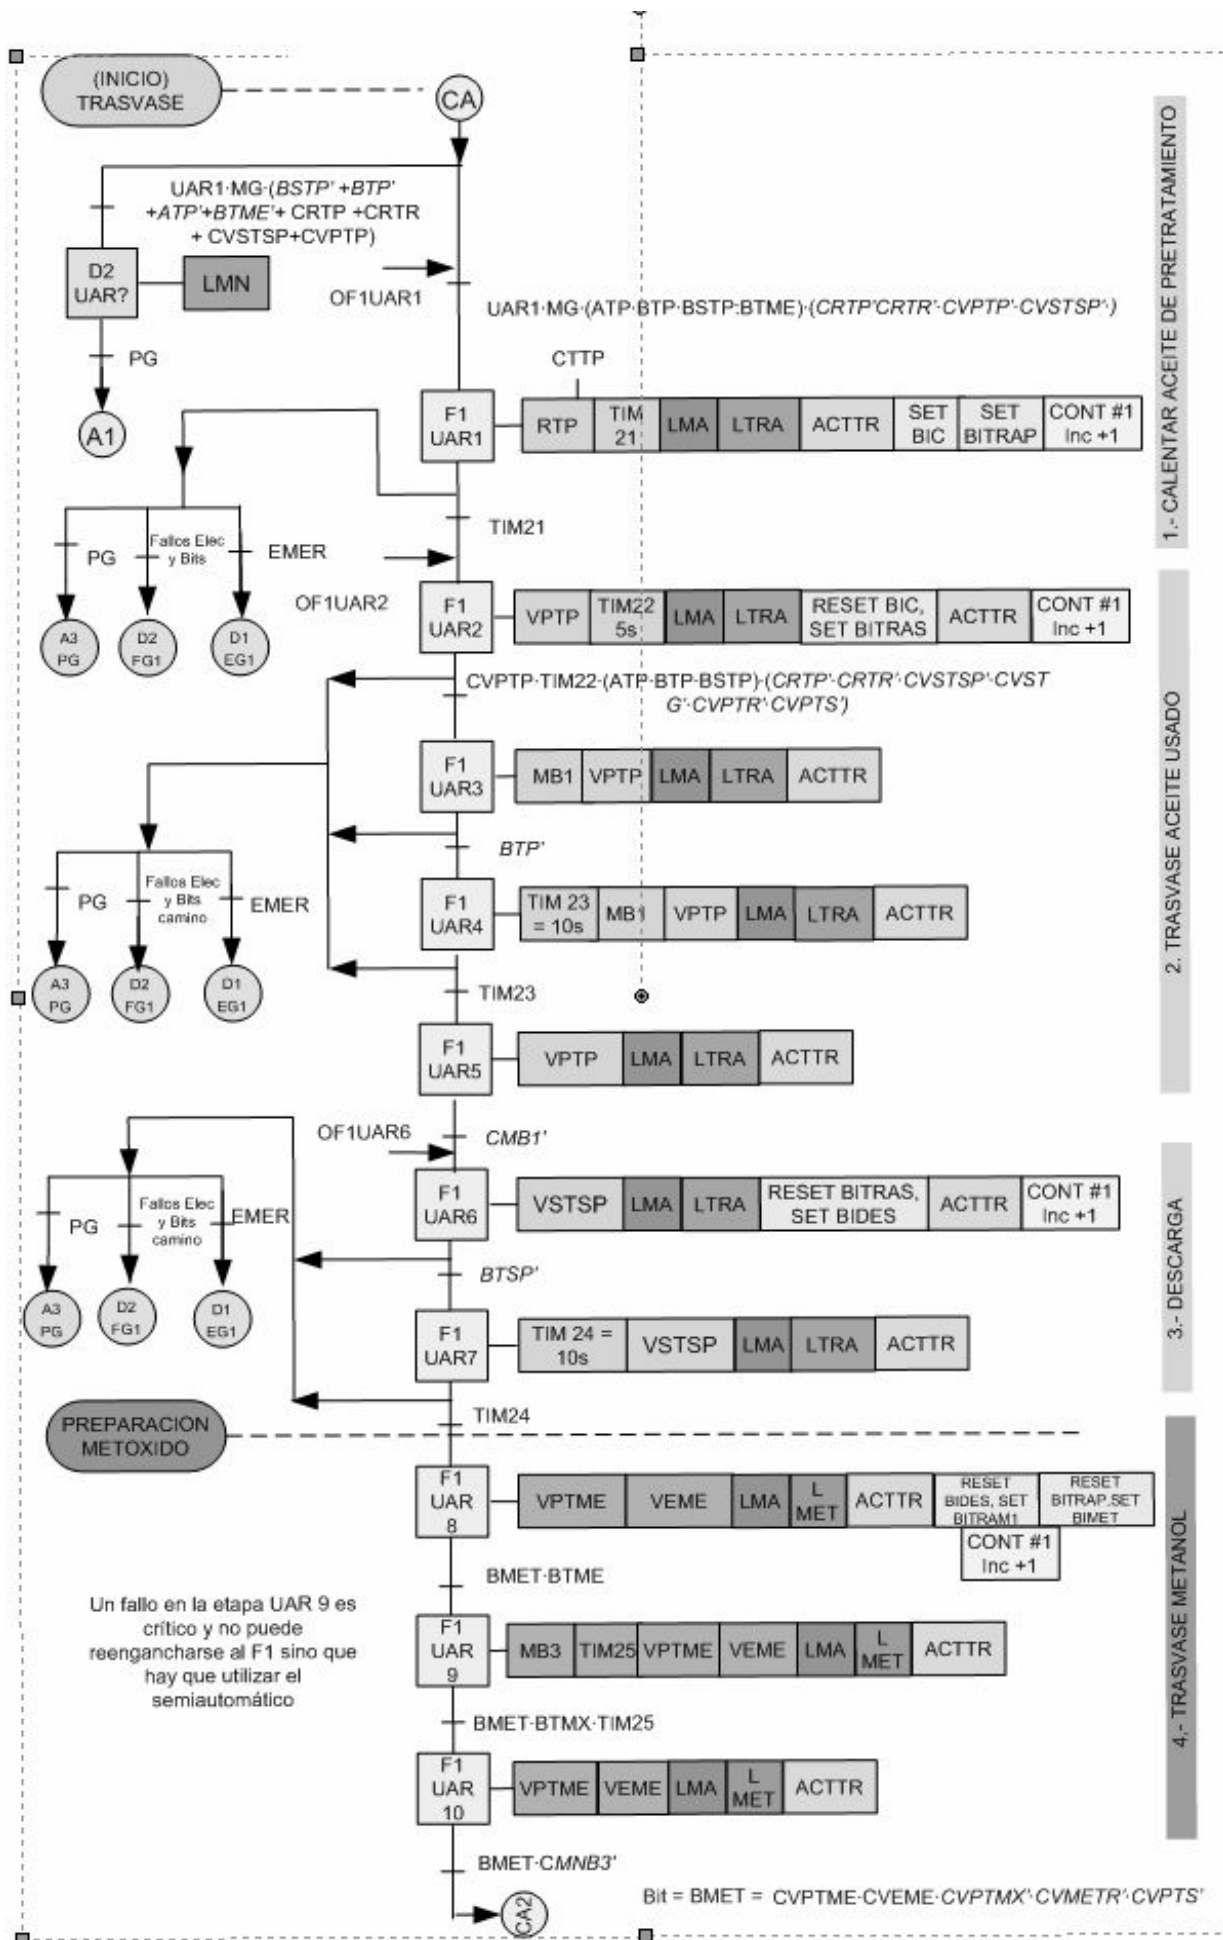 (INICIO)
TRASVASE
CA
UAR1·MG·(BSTP' +BTP'
+ATP'+BTME'+ CRTP +CRTR
+ CVSTSP+CVPTP)
D2
UAR?
LMN
OF1UAR1
UAR1·MG·(ATP·BTP·BSTP:BTME)·(CRTP'CRTR'·CVPTP'·CVSTSP'·)
PG
A1
CTTP
F1
UAR1
RTP
TIM
21
LMA
LTRA
ACTTR
SET
BIC
SET
BITRAP
CONT #1
Inc +1
1.- CALENTAR ACEITE DE PRETRATAMIENTO
TIM21
PG
Fallos Elec
y Bits
EMER
A3
PG
D2
FG1
D1
EG1
OF1UAR2
F1
UAR2
VPTP
TIM22
5s
LMA
LTRA
RESET BIC,
SET BITRAS
ACTTR
CONT #1
Inc +1
CVPTP·TIM22·(ATP·BTP·BSTP)·(CRTP'·CRTR'·CVSTSP'·CVST
G'·CVPTR'·CVPTS')
F1
UAR3
MB1
VPTP
LMA
LTRA
ACTTR
2. TRASVASE ACEITE USADO
BTP'
PG
Fallos Elec
y Bits
camino
EMER
A3
PG
D2
FG1
D1
EG1
F1
UAR4
TIM 23
= 10s
MB1
VPTP
LMA
LTRA
ACTTR
TIM23
F1
UAR5
VPTP
LMA
LTRA
ACTTR
OF1UAR6
CMB1'
F1
UAR6
VSTSP
LMA
LTRA
RESET BITRAS,
SET BIDES
ACTTR
CONT #1
Inc +1
3.- DESCARGA
PG
Fallos Elec
y Bits
camino
EMER
A3
PG
D2
FG1
D1
EG1
BTSP'
F1
UAR7
TIM 24 =
10s
VSTSP
LMA
LTRA
ACTTR
TIM24
PREPARACION
METOXIDO
F1
UAR
8
VPTME
VEME
LMA
L
MET
ACTTR
RESET
BIDES, SET
BITRAM1
RESET
BITRAP.SET
BIMET
CONT #1
Inc +1
4.- TRASVASE METANOL
BMET·BTME
Un fallo en la etapa UAR 9 es
crítico y no puede
reengancharse al F1 sino que
hay que utilizar el
semiautomático
F1
UAR
9
MB3
TIM25
VPTME
VEME
LMA
L
MET
ACTTR
BMET·BTMX·TIM25
F1
UAR
10
VPTME
VEME
LMA
L
MET
ACTTR
BMET·CMNB3'
CA2
Bit = BMET = CVPTME·CVEME·CVPTMX'·CVMETR'·CVPTS'